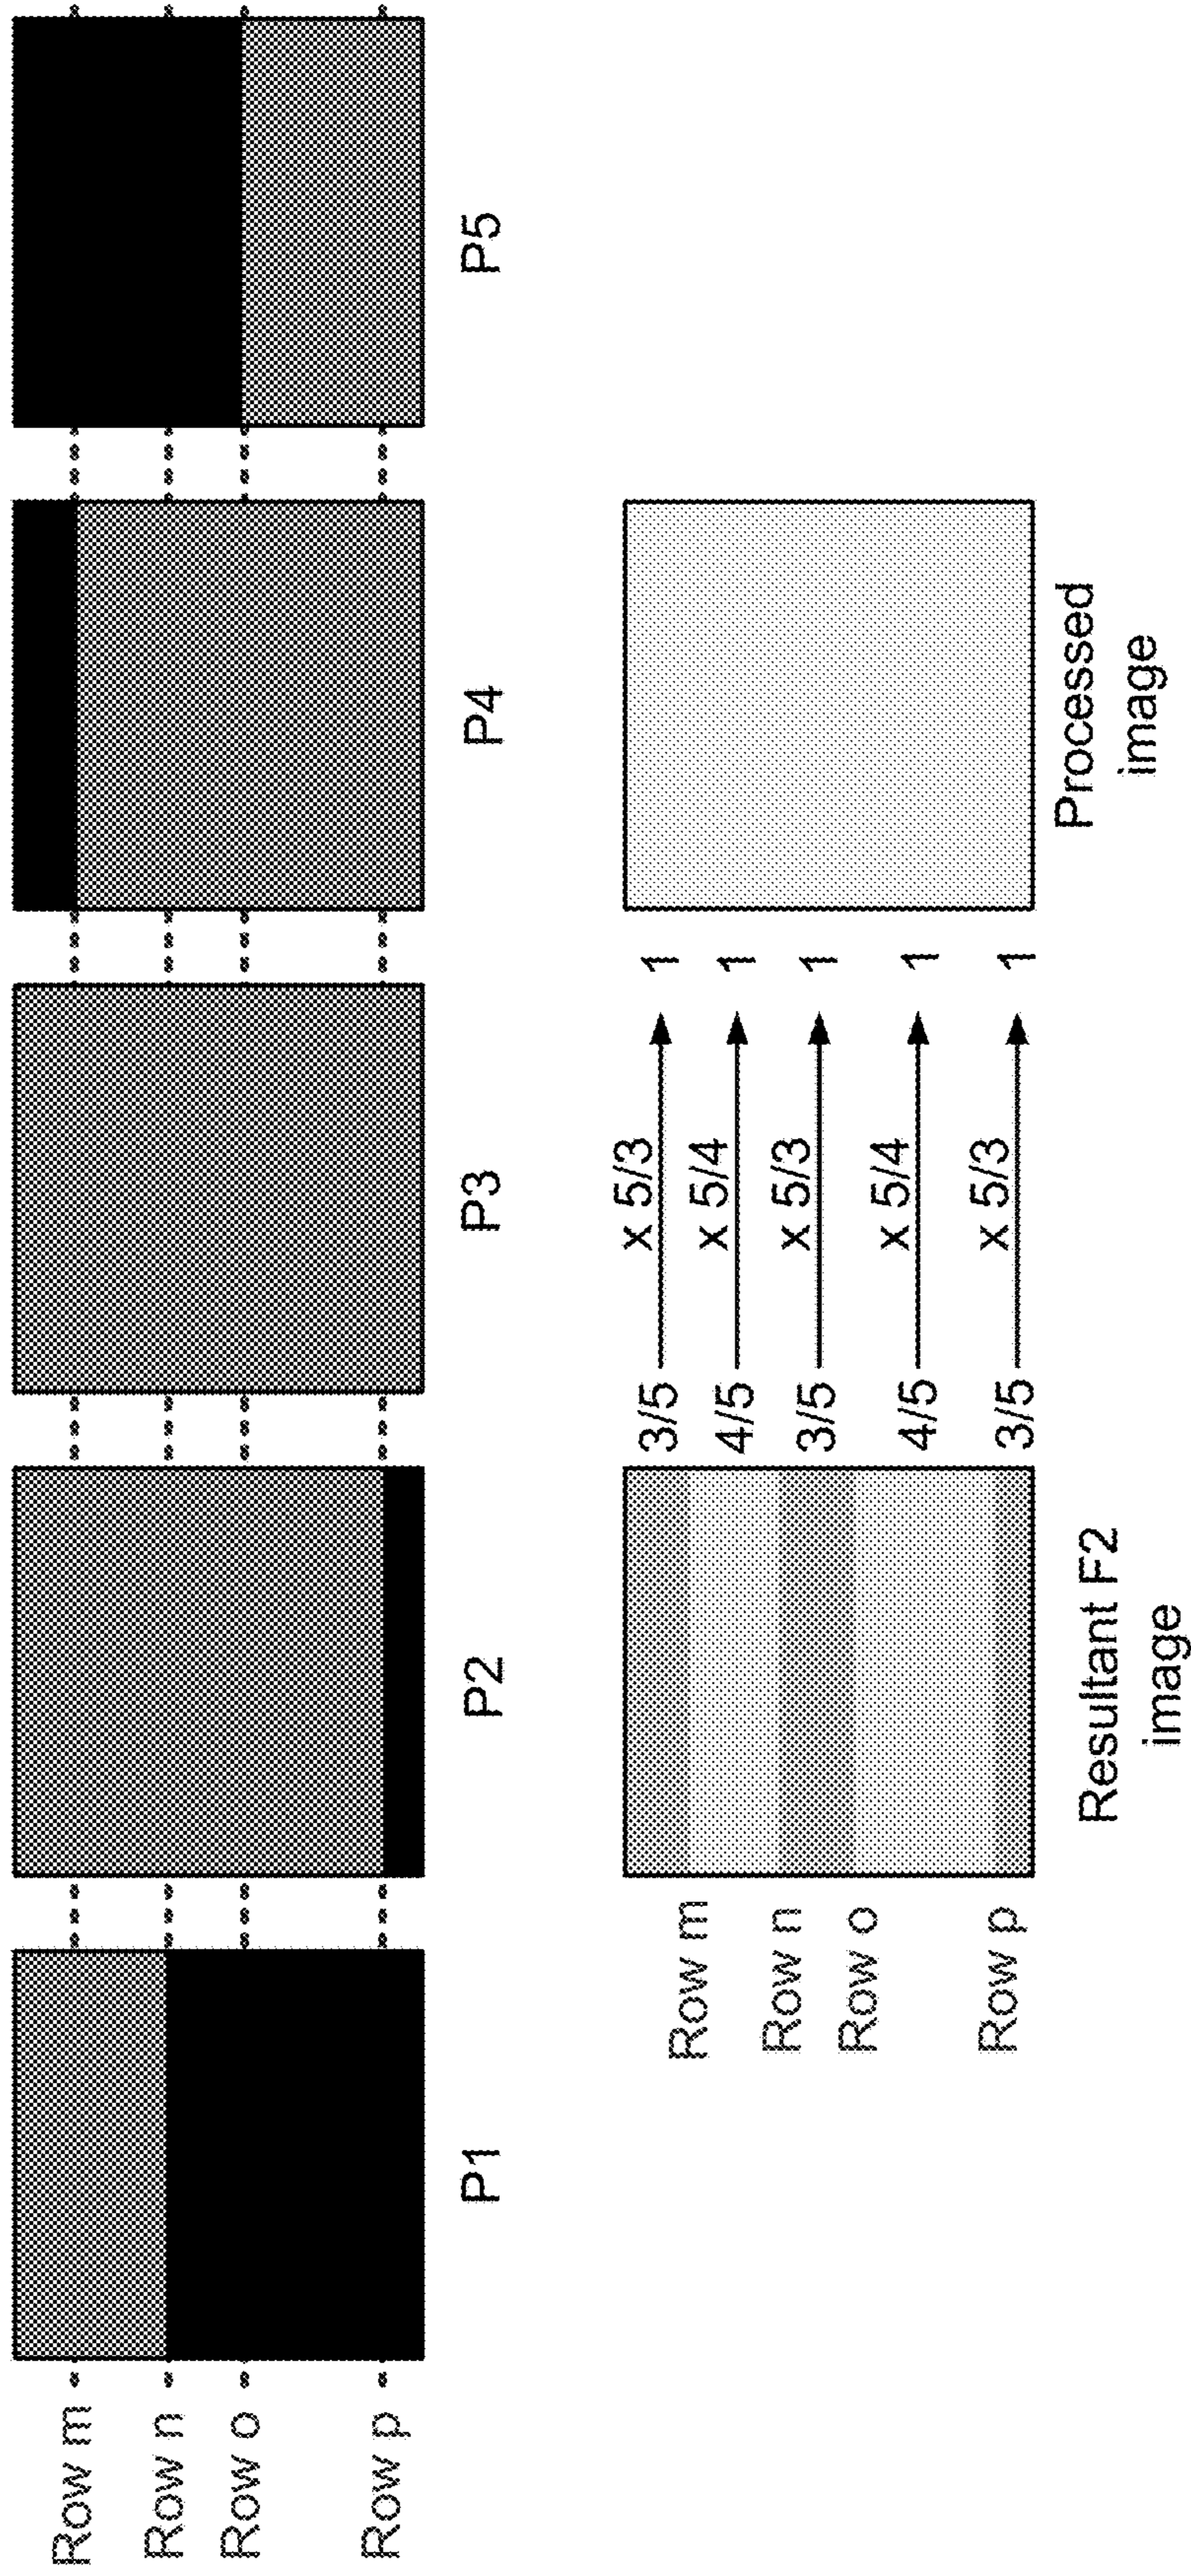 Row m
Row n
Row o
Row p
P1
P2
P3
P4
P5
Row m
Row n
Row o
Row p
3/5 x 5/3 1
4/5 x 5/4 1
3/5 x 5/3 1
4/5 x 5/4 1
3/5 x 5/3 1
Resultant F2
image
Processed
image